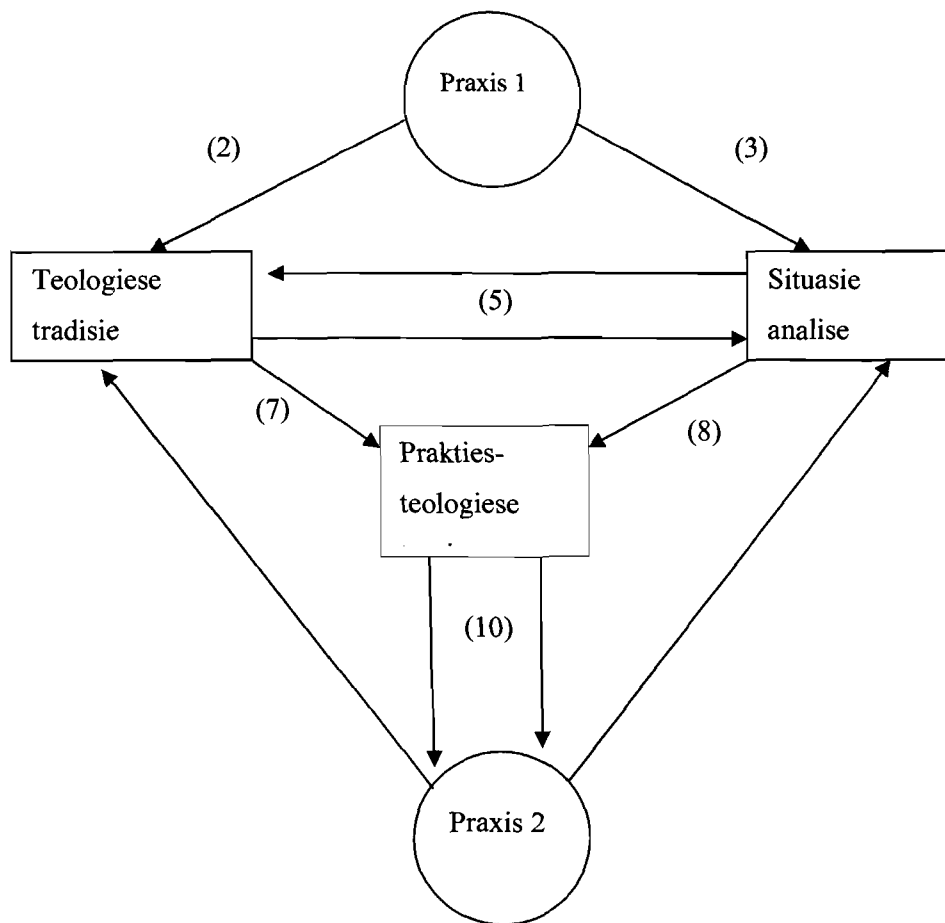 Praxis 1
(2)
(3)
Teologiese
tradisie
(5)
Situasie
analise
(7)
(8)
Prakties-
teologiese
(10)
Praxis 2